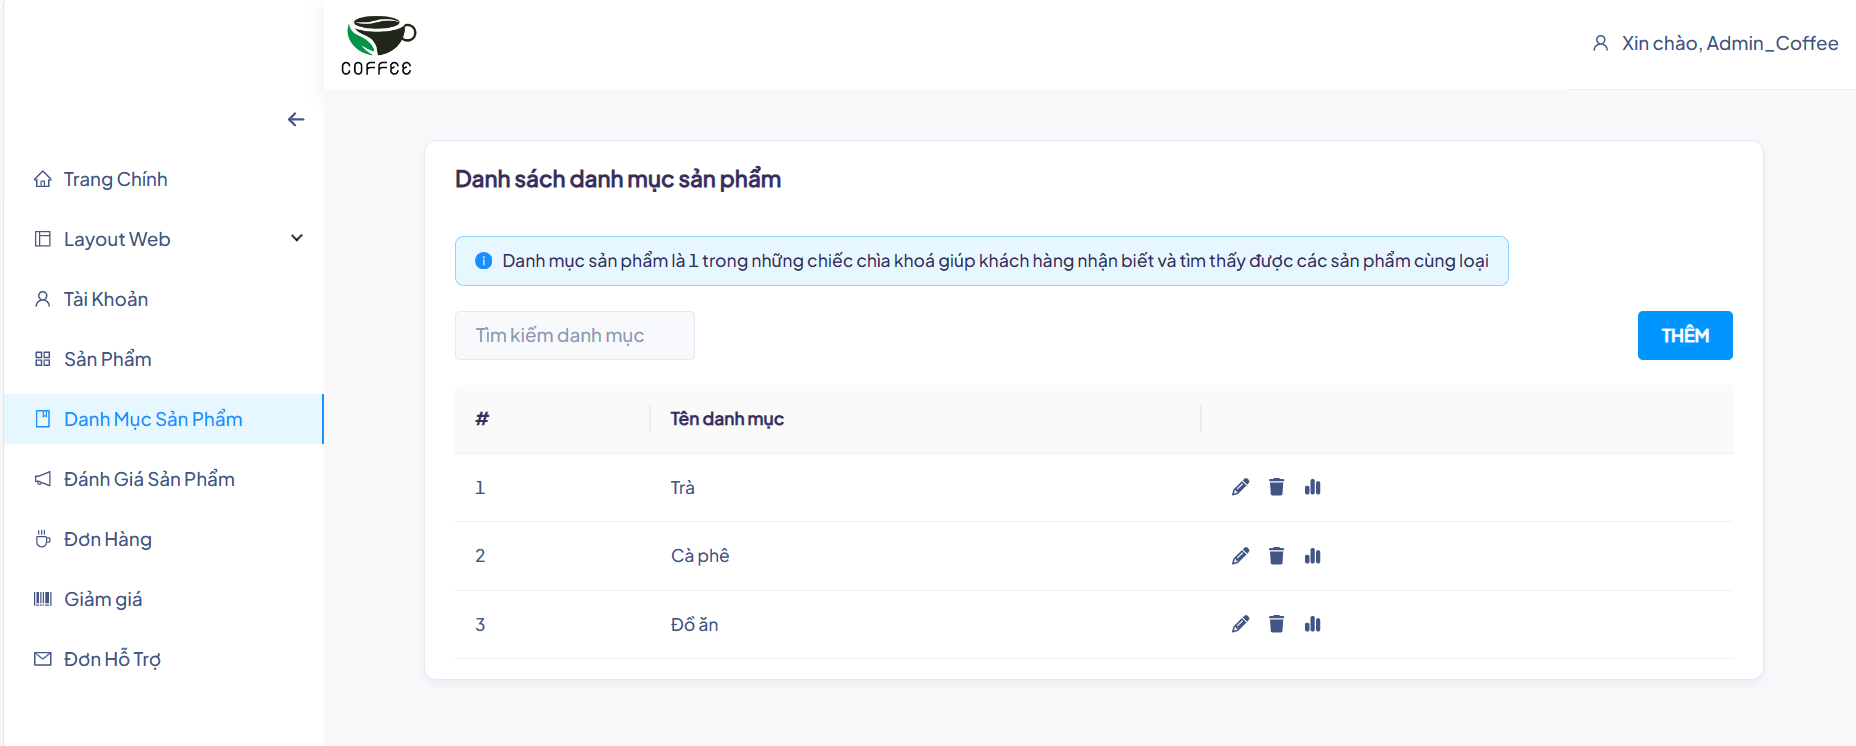 COFFEE
Xin chào, Admin_Coffee
Trang Chính
Layout Web
Tài Khoản
Sản Phẩm
Danh Mục Sản Phẩm
Đánh Giá Sản Phẩm
Đơn Hàng
Giảm giá
Đơn Hỗ Trợ
Danh sách danh mục sản phẩm
Danh mục sản phẩm là 1 trong những chiếc chìa khoá giúp khách hàng nhận biết và tìm thấy được các sản phẩm cùng loại
Tìm kiếm danh mục
THÊM
# Tên danh mục
1 Trà
2 Cà phê
3 Đồ ăn